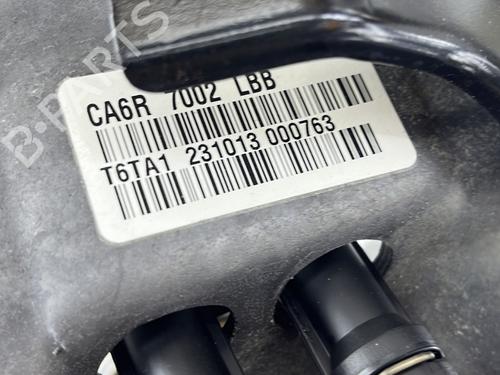 B-PARTS
CA6R 7002 LBB
T6TA1 231013 000763